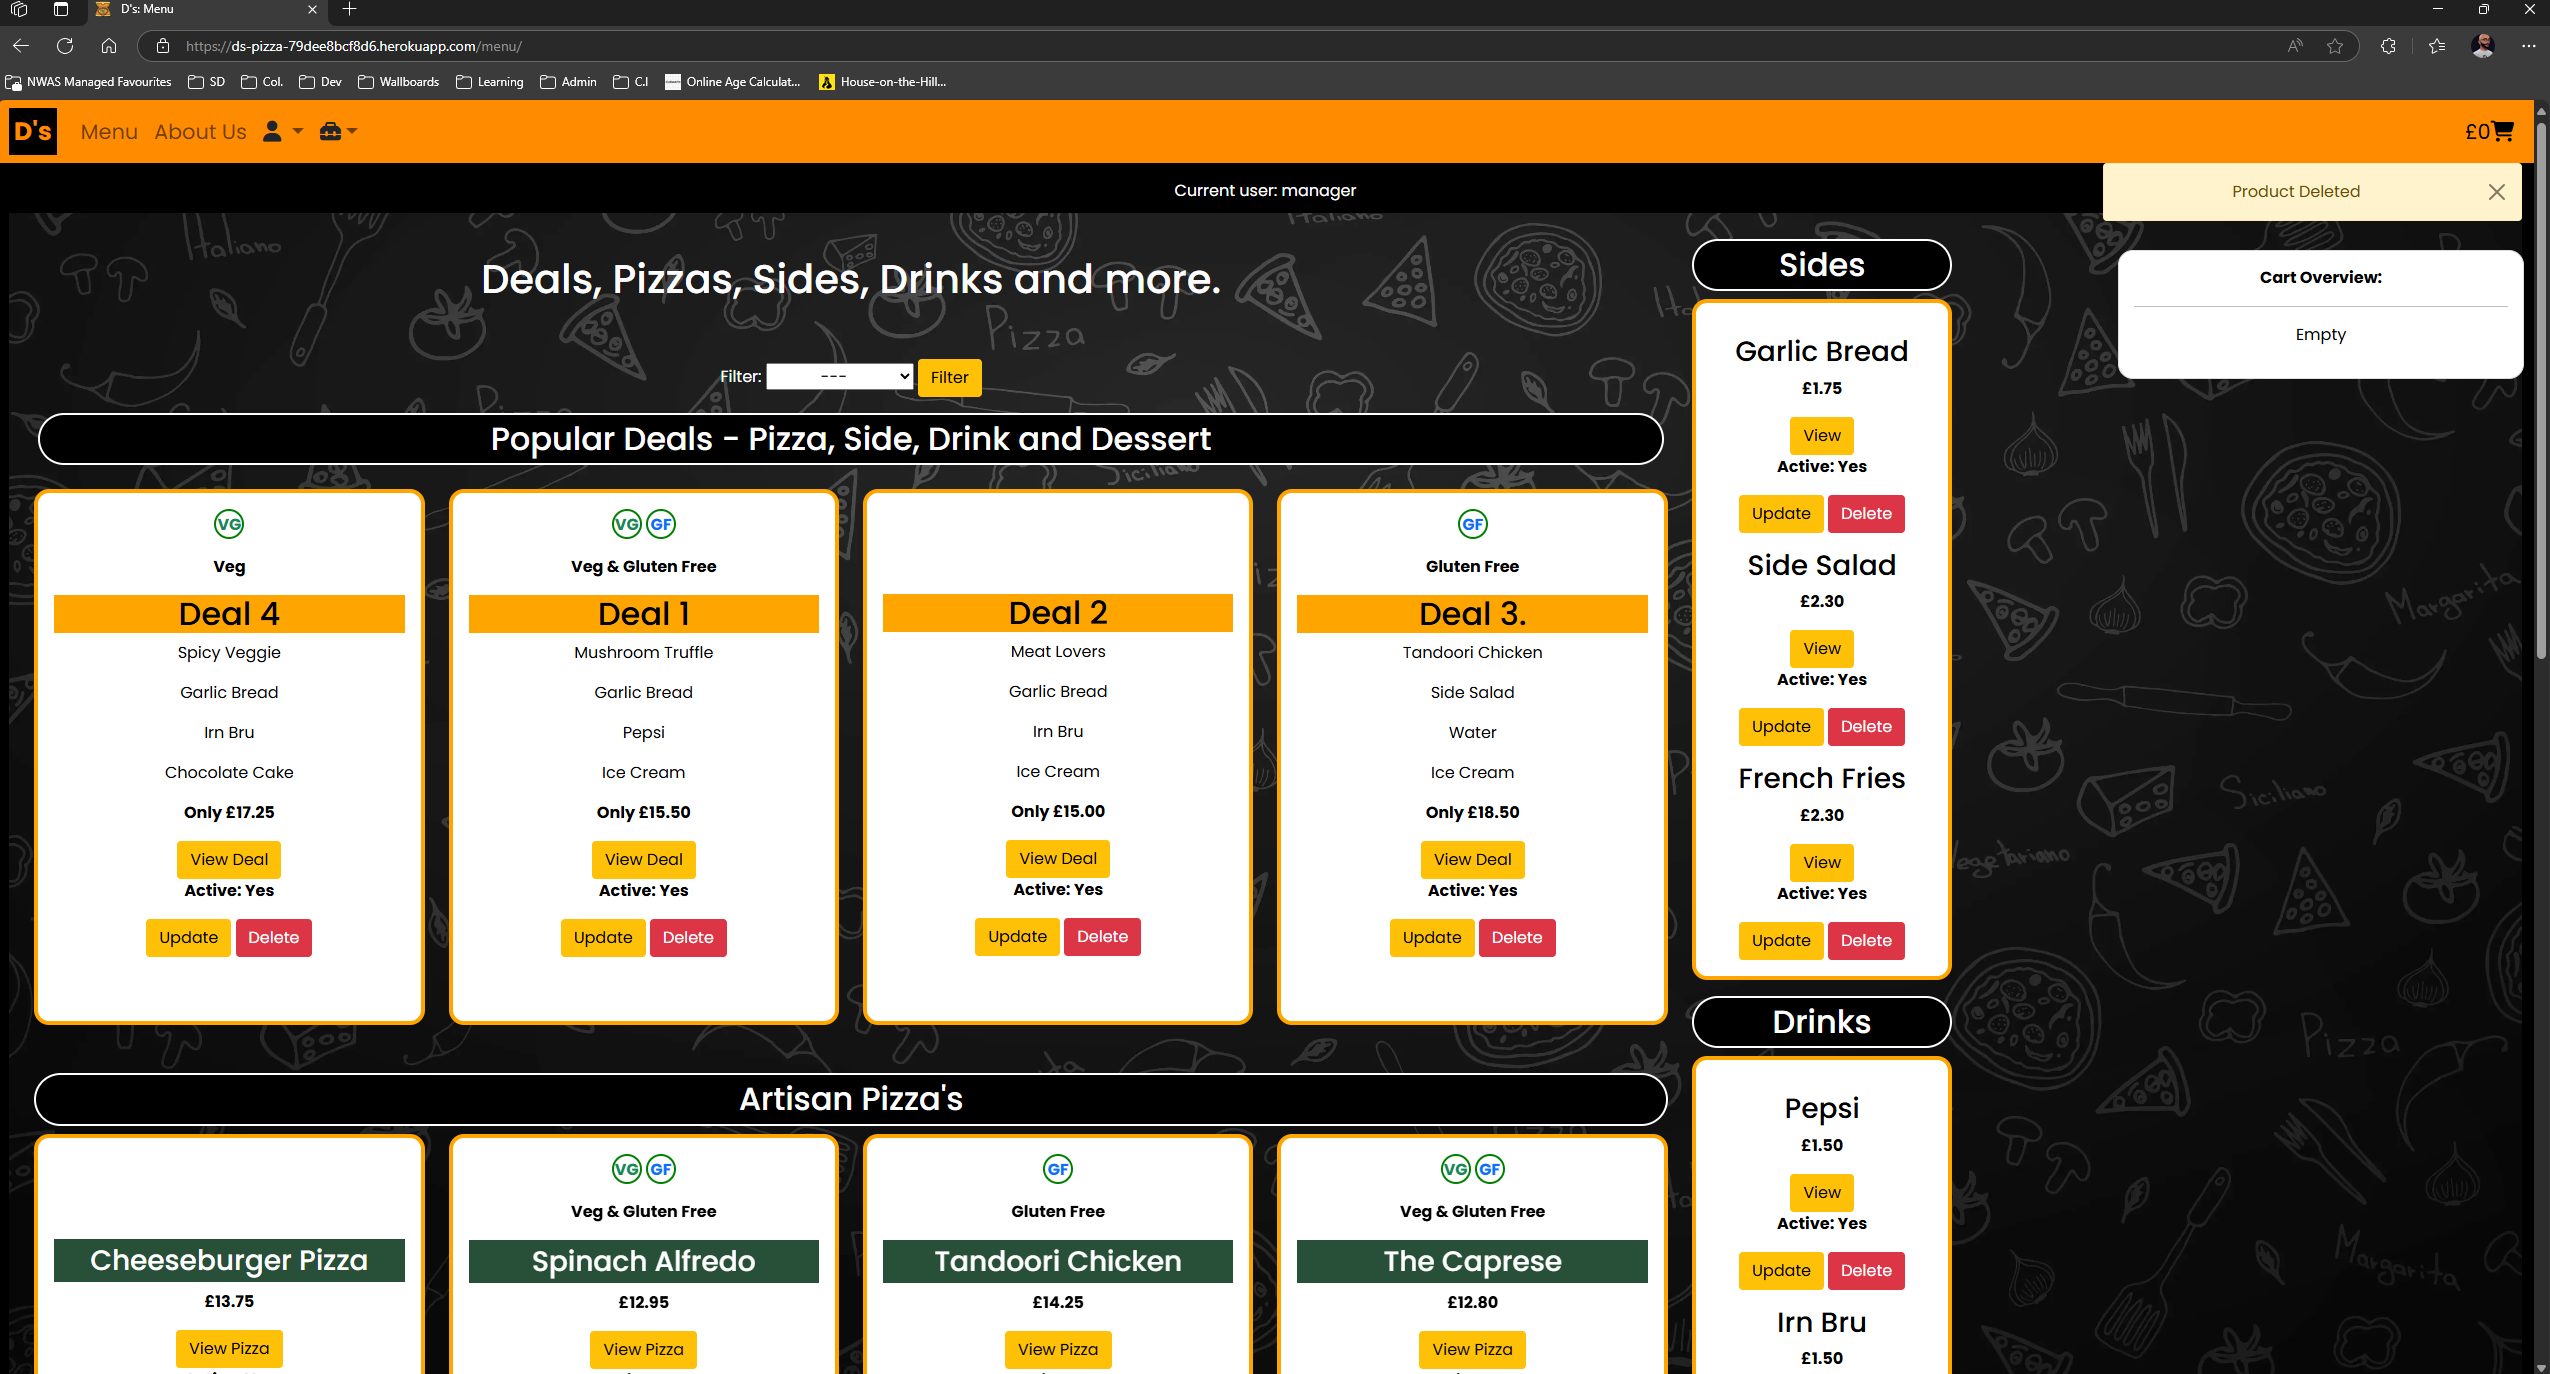 D's: Menu
https://ds-pizza-79dee8bcf8d6.herokuapp.com/menu/
NWAS Managed Favourites SD Col. Dev Wallboards Learning Admin C.I Online Age Calculat... House-on-the-Hill...
D's Menu About Us £0
Current user: manager
Product Deleted
Deals, Pizzas, Sides, Drinks and more.
Filter: --- Filter
Popular Deals - Pizza, Side, Drink and Dessert
VG
Veg
Deal 4
Spicy Veggie
Garlic Bread
Irn Bru
Chocolate Cake
Only £17.25
View Deal
Active: Yes
Update Delete
VG GF
Veg & Gluten Free
Deal 1
Mushroom Truffle
Garlic Bread
Pepsi
Ice Cream
Only £15.50
View Deal
Active: Yes
Update Delete
Deal 2
Meat Lovers
Garlic Bread
Irn Bru
Ice Cream
Only £15.00
View Deal
Active: Yes
Update Delete
GF
Gluten Free
Deal 3.
Tandoori Chicken
Side Salad
Water
Ice Cream
Only £18.50
View Deal
Active: Yes
Update Delete
Artisan Pizza's
Cheeseburger Pizza
£13.75
View Pizza
VG GF
Veg & Gluten Free
Spinach Alfredo
£12.95
View Pizza
GF
Gluten Free
Tandoori Chicken
£14.25
View Pizza
VG GF
Veg & Gluten Free
The Caprese
£12.80
View Pizza
Sides
Garlic Bread
£1.75
View
Active: Yes
Update Delete
Side Salad
£2.30
View
Active: Yes
Update Delete
French Fries
£2.30
View
Active: Yes
Update Delete
Drinks
Pepsi
£1.50
View
Active: Yes
Update Delete
Irn Bru
£1.50
Cart Overview:
Empty
Italiano
Pizza
Siciliano
Margarita
Siciliano
Pizza
Margarita